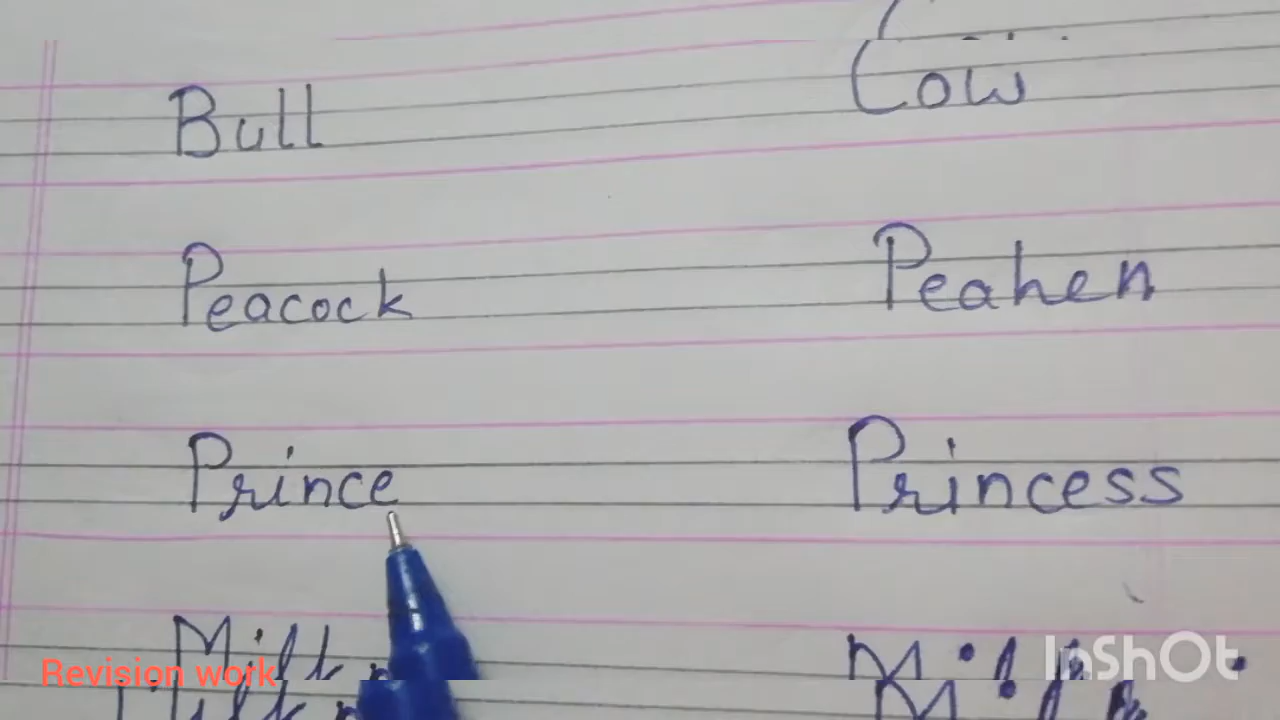 Bull Cow
Peacock Peahen
Prince Princess
Revision work
InShOt